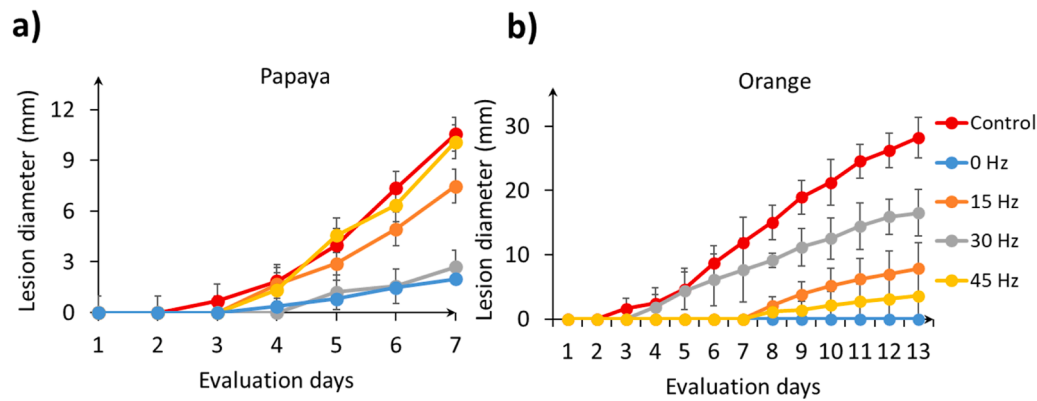 a)
Papaya
Lesion diameter (mm)
12
9
6
3
0
1 2 3 4 5 6 7
Evaluation days
b)
Orange
Lesion diameter (mm)
30
20
10
0
1 2 3 4 5 6 7 8 9 10 11 12 13
Evaluation days
Control
0 Hz
15 Hz
30 Hz
45 Hz